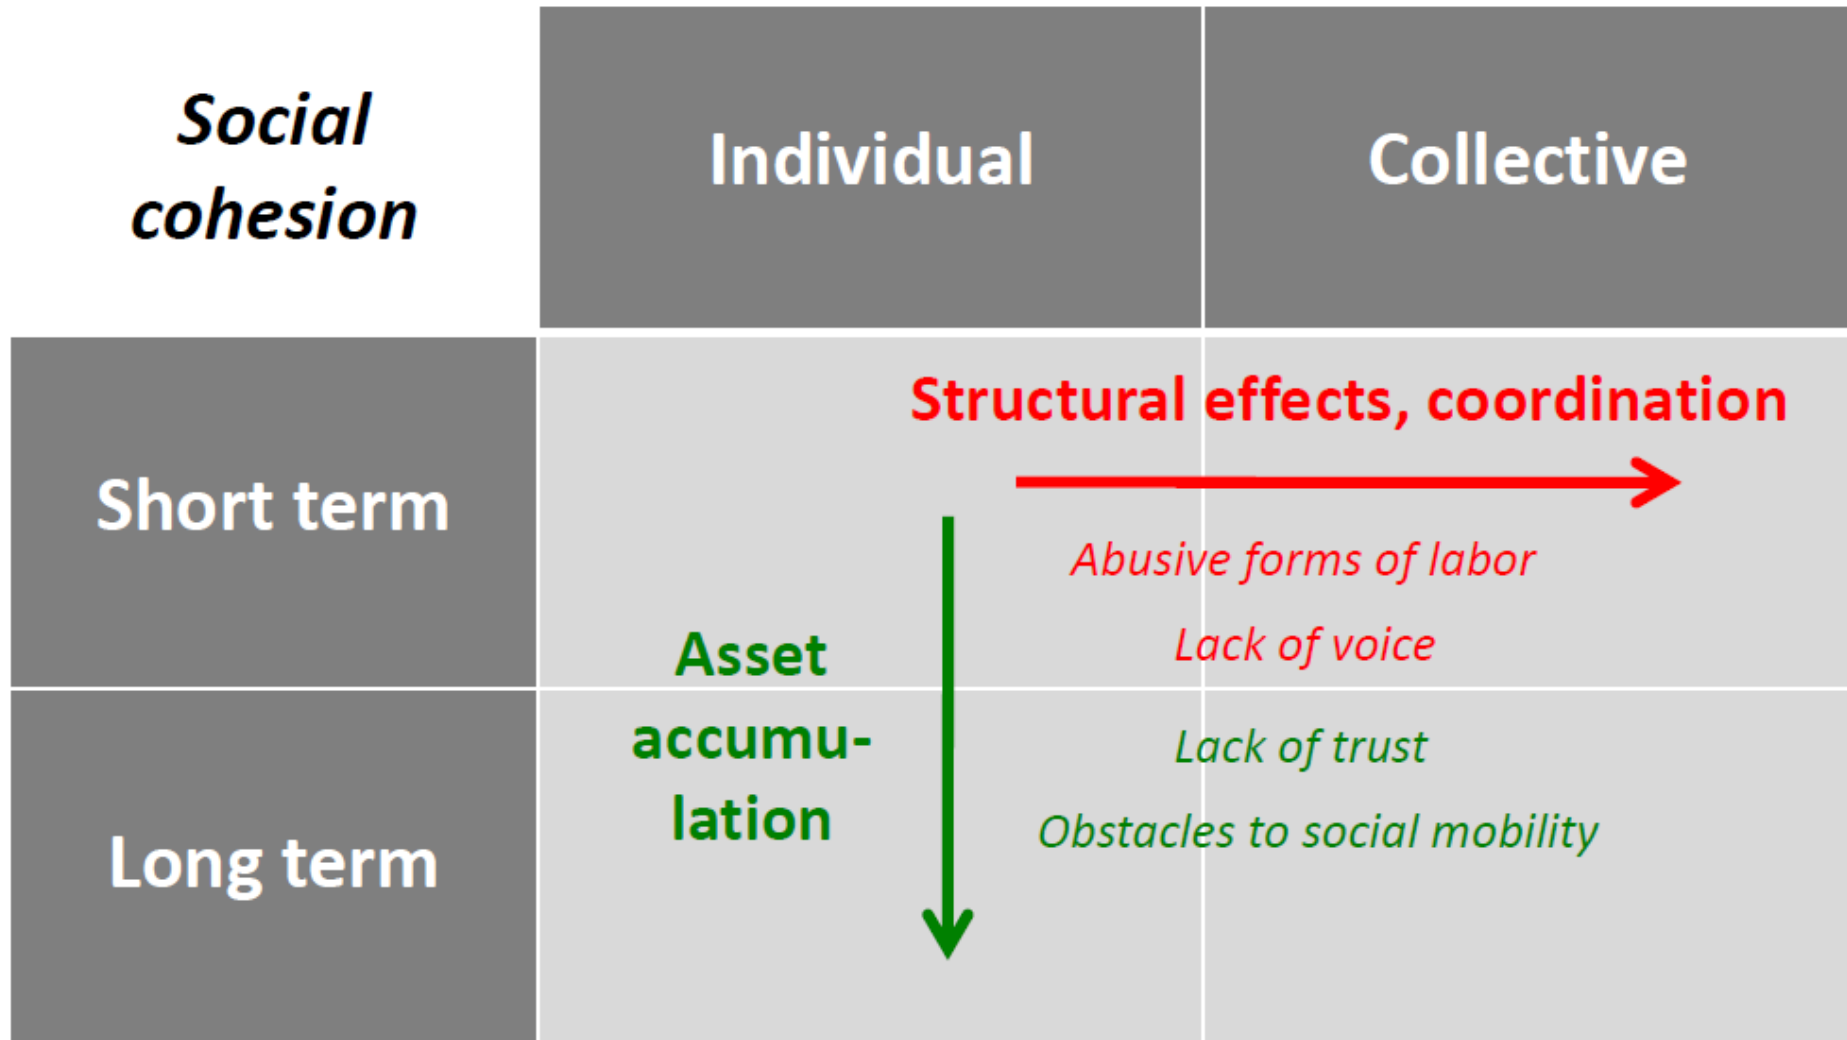 Social
cohesion
Individual
Collective
Short term
Structural effects, coordination
Abusive forms of labor
Lack of voice
Asset
accumu-
lation
Long term
Lack of trust
Obstacles to social mobility